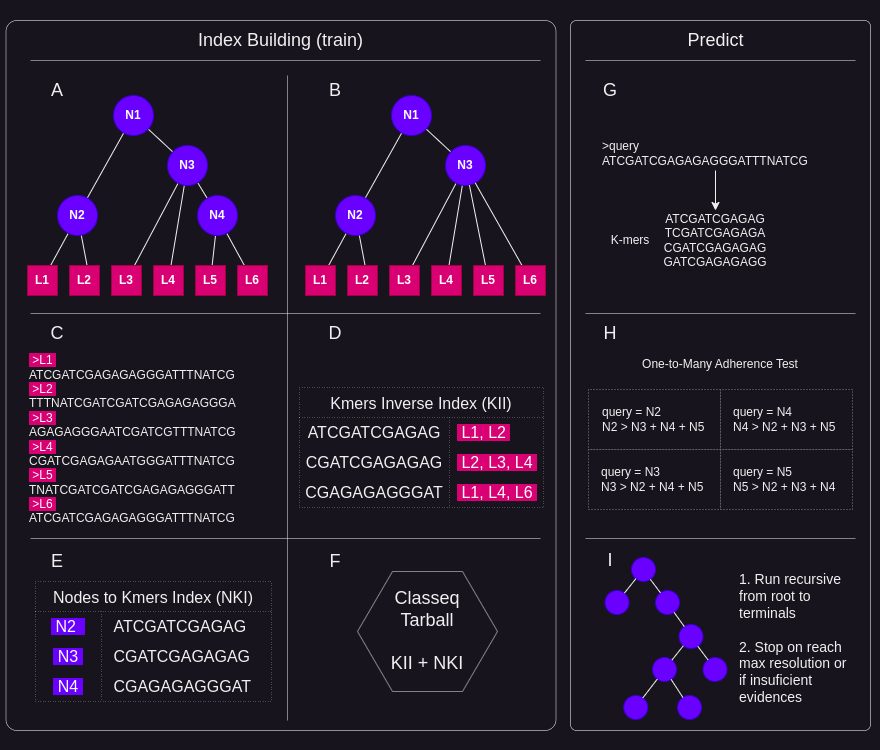 Index Building (train)
A
N1
N3
N2
N4
L1 L2 L3 L4 L5 L6
B
N1
N3
N2
L1 L2 L3 L4 L5 L6
C
>L1
ATCGATCGAGAGAGGGATTTNATCG
>L2
TTTNATCGATCGATCGAGAGAGGGA
>L3
AGAGAGGGAATCGATCGTTTNATCG
>L4
CGATCGAGAGAATGGGATTTNATCG
>L5
TNATCGATCGATCGAGAGAGGGATT
>L6
ATCGATCGAGAGAGGGATTTNATCG
D
Kmers Inverse Index (KII)
ATCGATCGAGAG L1, L2
CGATCGAGAGAG L2, L3, L4
CGAGAGAGGGAT L1, L4, L6
E
Nodes to Kmers Index (NKI)
N2 ATCGATCGAGAG
N3 CGATCGAGAGAG
N4 CGAGAGAGGGAT
F
Classeq
Tarball
KII + NKI
Predict
G
>query
ATCGATCGAGAGAGGGATTTNATCG
K-mers
ATCGATCGAGAG
TCGATCGAGAGA
CGATCGAGAGAG
GATCGAGAGAGG
H
One-to-Many Adherence Test
query = N2
N2 > N3 + N4 + N5
query = N4
N4 > N2 + N3 + N5
query = N3
N3 > N2 + N4 + N5
query = N5
N5 > N2 + N3 + N4
I
1. Run recursive
from root to
terminals
2. Stop on reach
max resolution or
if insufficient
evidences